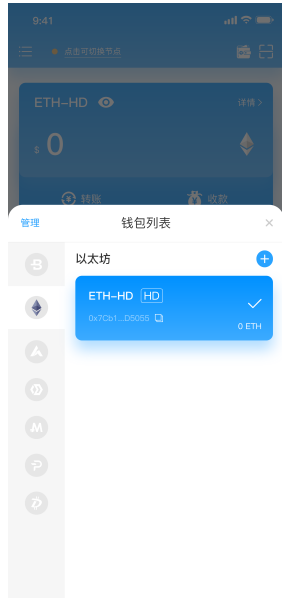 9:41
点击可切换节点
ETH-HD 详情
$ 0
转账 收款
管理 钱包列表
以太坊
ETH-HD HD
0x7Cb1...D5055
0 ETH